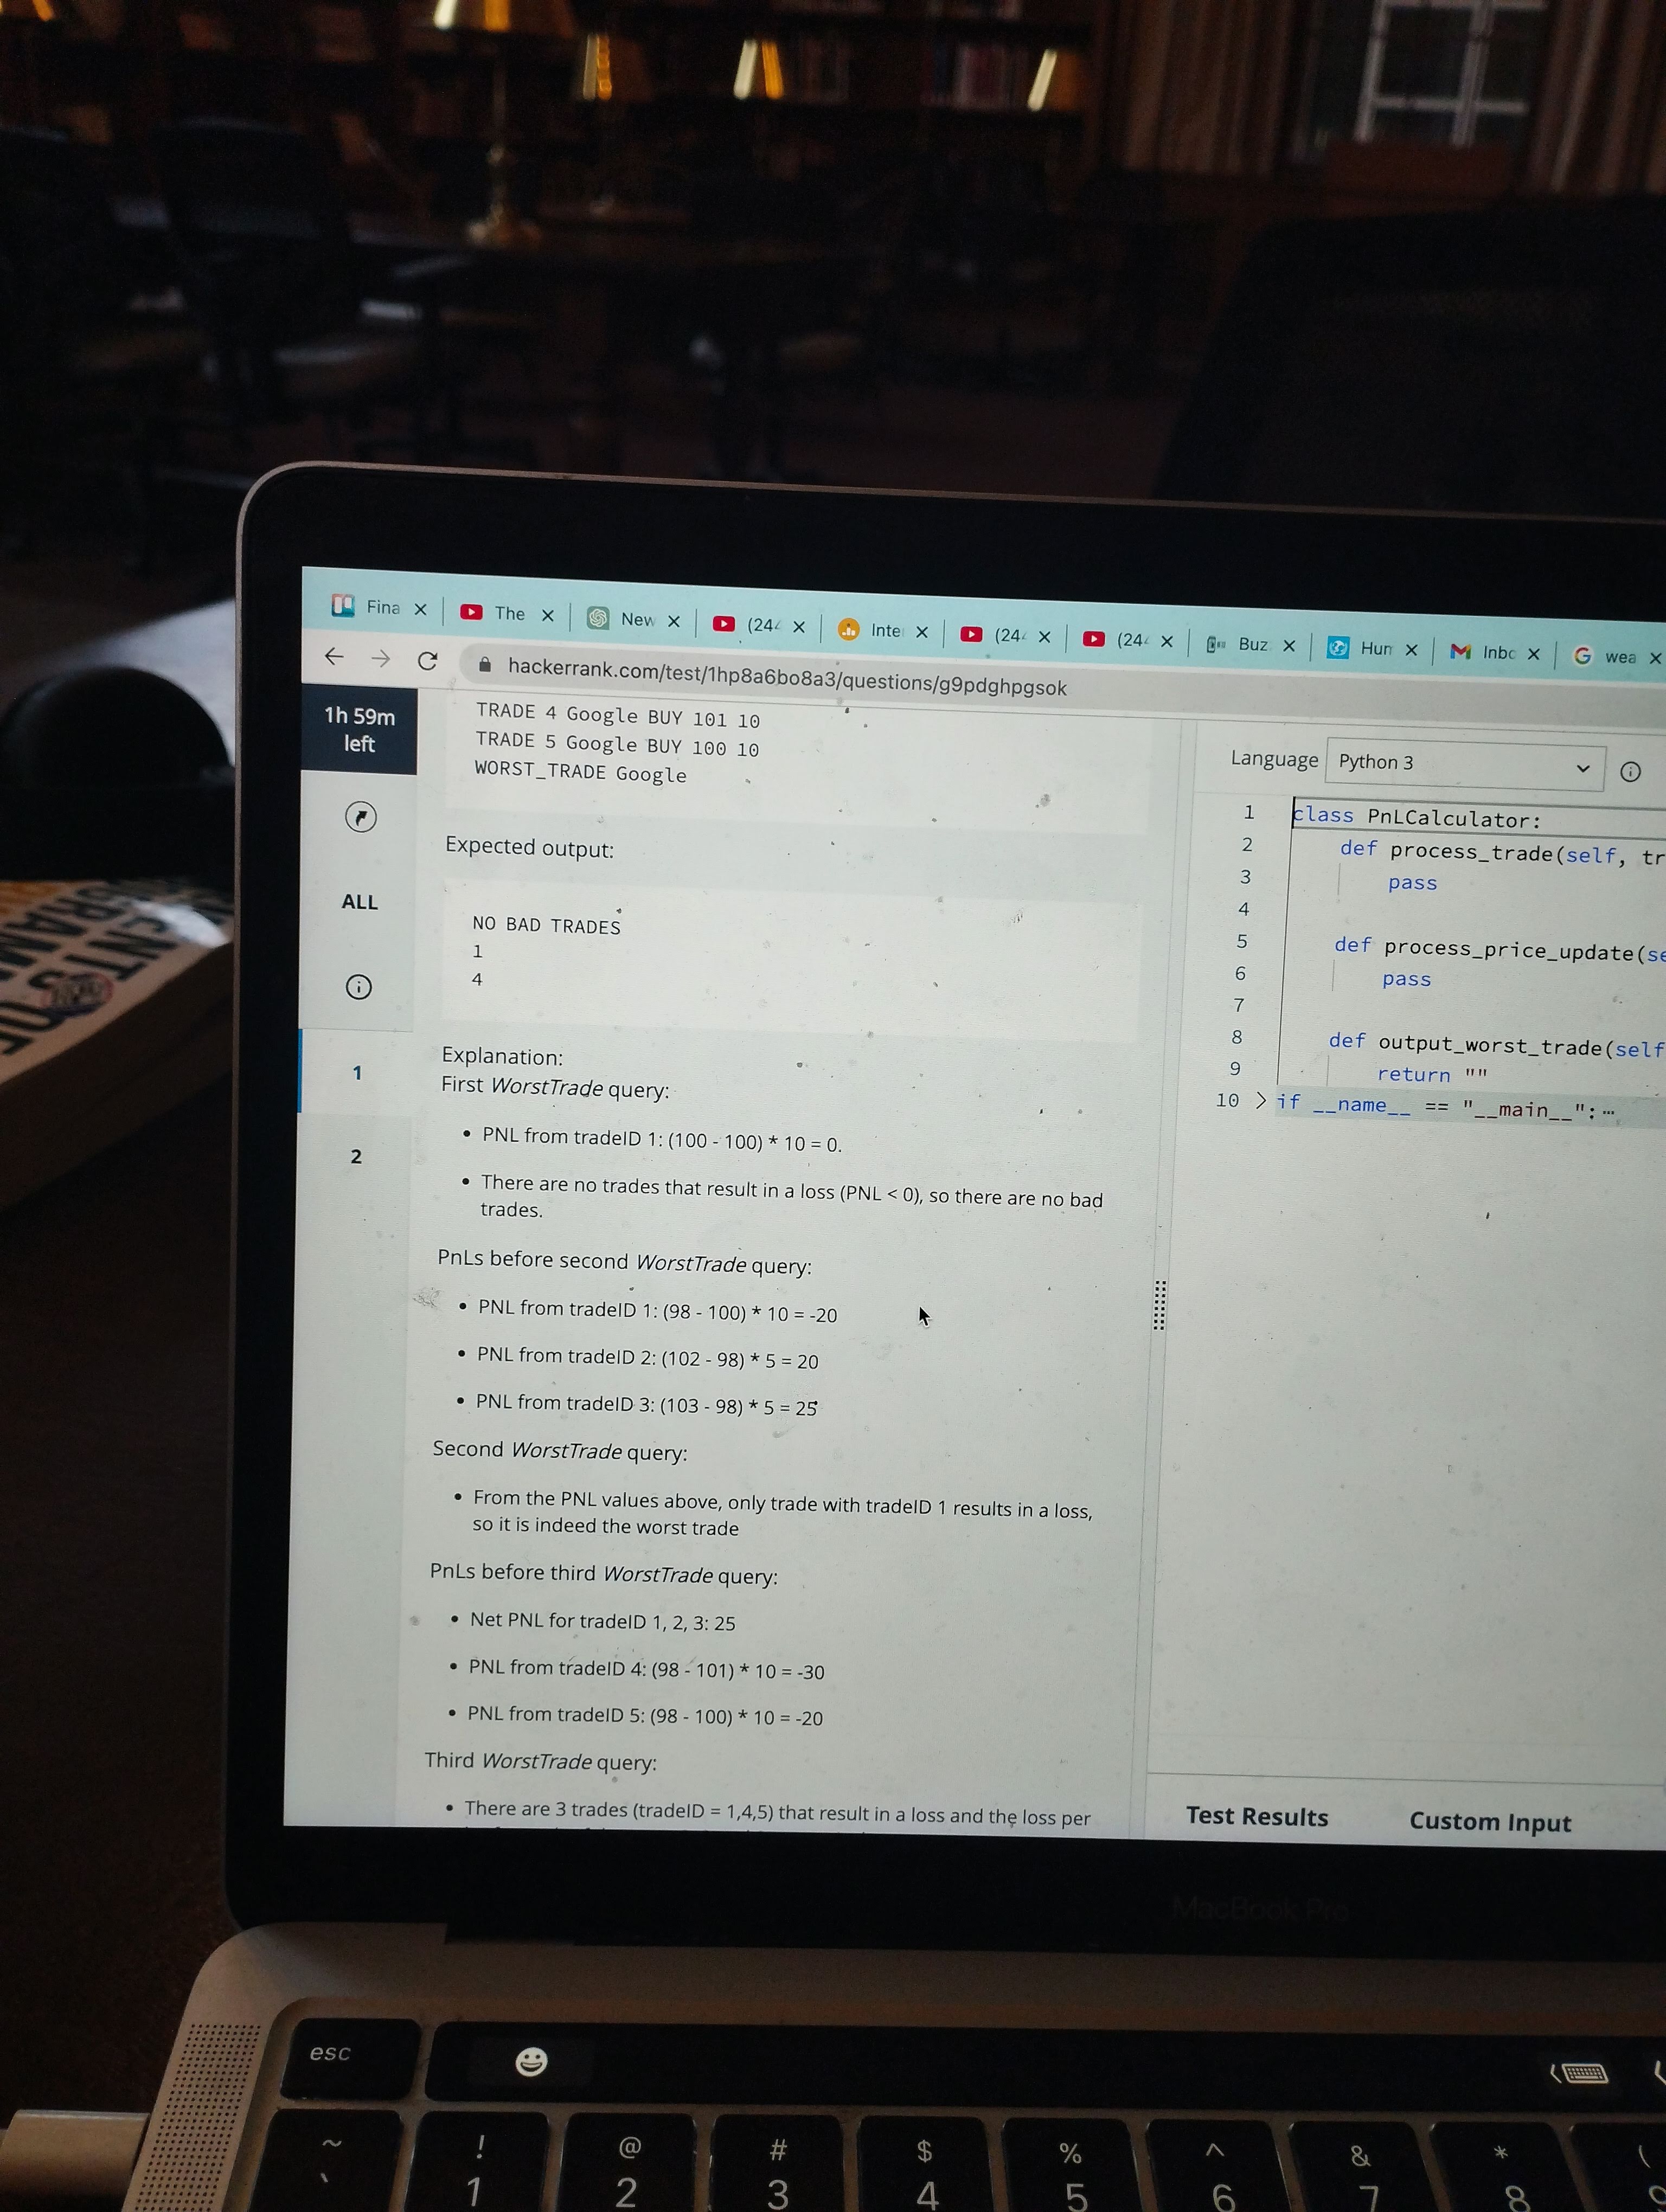 Fina
The
New
(24
Inte
(24
(24
Buz
Hun
Inbc
wea
hackerrank.com/test/1hp8a6bo8a3/questions/g9pdghpgsok
1h 59m
left
ALL
1
2
TRADE 4 Google BUY 101 10
TRADE 5 Google BUY 100 10
WORST_TRADE Google
Expected output:
NO BAD TRADES
1
4
Explanation:
First WorstTrade query:
• PNL from tradeID 1: (100 - 100) * 10 = 0.
• There are no trades that result in a loss (PNL < 0), so there are no bad
trades.
PnLs before second WorstTrade query:
• PNL from tradeID 1: (98 - 100) * 10 = -20
• PNL from tradeID 2: (102 - 98) * 5 = 20
• PNL from tradeID 3: (103 - 98) * 5 = 25
Second WorstTrade query:
• From the PNL values above, only trade with tradeID 1 results in a loss,
so it is indeed the worst trade
PnLs before third WorstTrade query:
• Net PNL for tradeID 1, 2, 3: 25
• PNL from tradeID 4: (98 - 101) * 10 = -30
• PNL from tradeID 5: (98 - 100) * 10 = -20
Third WorstTrade query:
• There are 3 trades (tradeID = 1,4,5) that result in a loss and the loss per
Language Python 3
1 class PnLCalculator:
2 def process_trade(self, tr
3 pass
4
5 def process_price_update(se
6 pass
7
8 def output_worst_trade(self
9 return ""
10 > if __name__ == "__main__":⋯
Test Results Custom Input
MacBook Pro
esc
~ ! @ # $ % ^ & * (
` 1 2 3 4 5 6 7 8 9